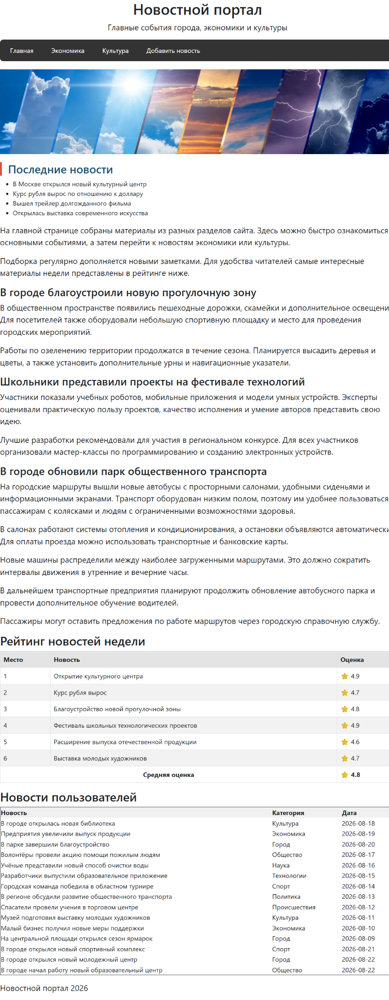 Новостной портал
Главные события города, экономики и культуры
Главная Экономика Культура Добавить новость
Последние новости
В Москве открылся новый культурный центр
Курс рубля вырос по отношению к доллару
Вышел трейлер долгожданного фильма
Открылась выставка современного искусства
На главной странице собраны материалы из разных разделов сайта. Здесь можно быстро ознакомиться
основными событиями, а затем перейти к новостям экономики или культуры.
Подборка регулярно дополняется новыми заметками. Для удобства читателей самые интересные
материалы недели представлены в рейтинге ниже.
В городе благоустроили новую прогулочную зону
В общественном пространстве появились пешеходные дорожки, скамейки и дополнительное освещени
Для посетителей также оборудовали небольшую спортивную площадку и место для проведения
городских мероприятий.
Работы по озеленению территории продолжатся в течение сезона. Планируется высадить деревья и
цветы, а также установить дополнительные урны и навигационные указатели.
Школьники представили проекты на фестивале технологий
Участники показали учебных роботов, мобильные приложения и модели умных устройств. Эксперты
оценивали практическую пользу проектов, качество исполнения и умение авторов представить свою
идею.
Лучшие разработки рекомендовали для участия в региональном конкурсе. Для всех участников
организовали мастер-классы по программированию и созданию электронных устройств.
В городе обновили парк общественного транспорта
На городские маршруты вышли новые автобусы с просторными салонами, удобными сиденьями и
информационными экранами. Транспорт оборудован низким полом, поэтому им удобнее пользоваться
пассажирам с колясками и людям с ограниченными возможностями здоровья.
В салонах работают системы отопления и кондиционирования, а остановки объявляются автоматически
Для оплаты проезда можно использовать транспортные и банковские карты.
Новые машины распределили между наиболее загруженными маршрутами. Это должно сократить
интервалы движения в утренние и вечерние часы.
В дальнейшем транспортные предприятия планируют продолжить обновление автобусного парка и
провести дополнительное обучение водителей.
Пассажиры могут оставить предложения по работе маршрутов через городскую справочную службу.
Рейтинг новостей недели
Место Новость Оценка
1 Открытие культурного центра 4.9
2 Курс рубля вырос 4.7
3 Благоустройство новой прогулочной зоны 4.8
4 Фестиваль школьных технологических проектов 4.9
5 Расширение выпуска отечественной продукции 4.6
6 Выставка молодых художников 4.7
Средняя оценка 4.8
Новости пользователей
Новость Категория Дата
В городе открылась новая библиотека Культура 2026-08-18
Предприятия увеличили выпуск продукции Экономика 2026-08-19
В парке завершили благоустройство Город 2026-08-20
Волонтёры провели акцию помощи пожилым людям Общество 2026-08-17
Учёные представили новый способ очистки воды Наука 2026-08-16
Разработчики выпустили образовательное приложение Технологии 2026-08-15
Городская команда победила в областном турнире Спорт 2026-08-14
В регионе обсудили развитие общественного транспорта Политика 2026-08-13
Спасатели провели учения в торговом центре Происшествия 2026-08-12
Музей подготовил выставку молодых художников Культура 2026-08-11
Малый бизнес получил новые меры поддержки Экономика 2026-08-10
На центральной площади открылся сезон ярмарок Город 2026-08-09
В городе открылся новый спортивный комплекс Спорт 2026-08-21
В городе открылся новый молодежный центр Город 2026-08-22
В городе начал работу новый образовательный центр Общество 2026-08-22
Новостной портал 2026